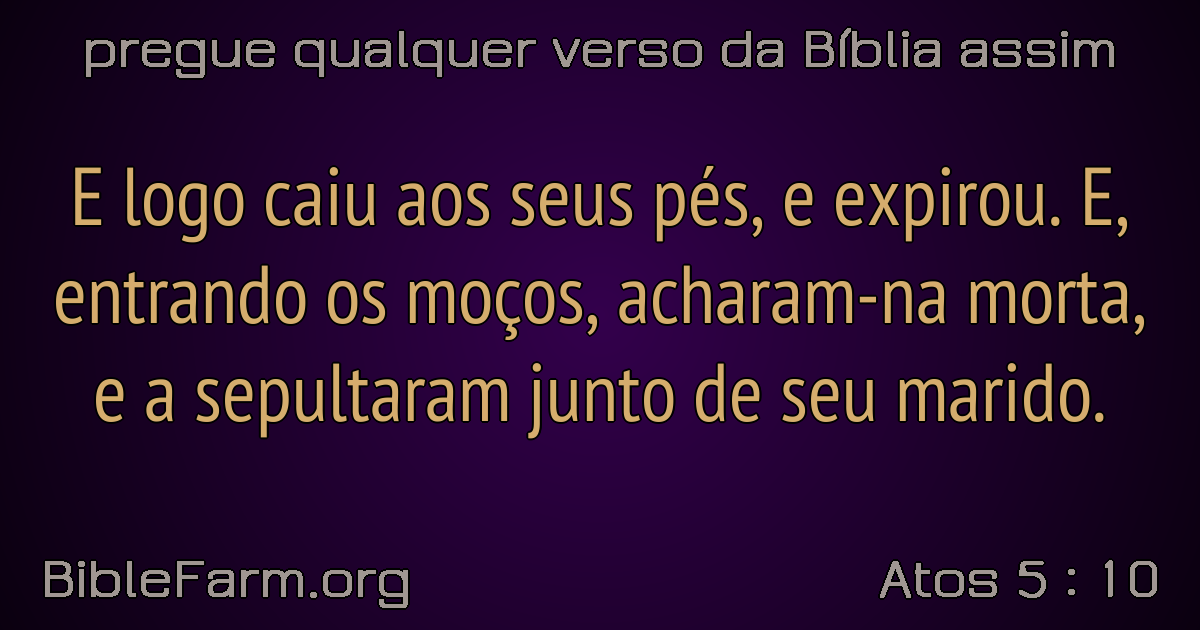 pregue qualquer verso da Bíblia assim
E logo caiu aos seus pés, e expirou. E,
entrando os moços, acharam-na morta,
e a sepultaram junto de seu marido.
BibleFarm.org
Atos 5 : 10